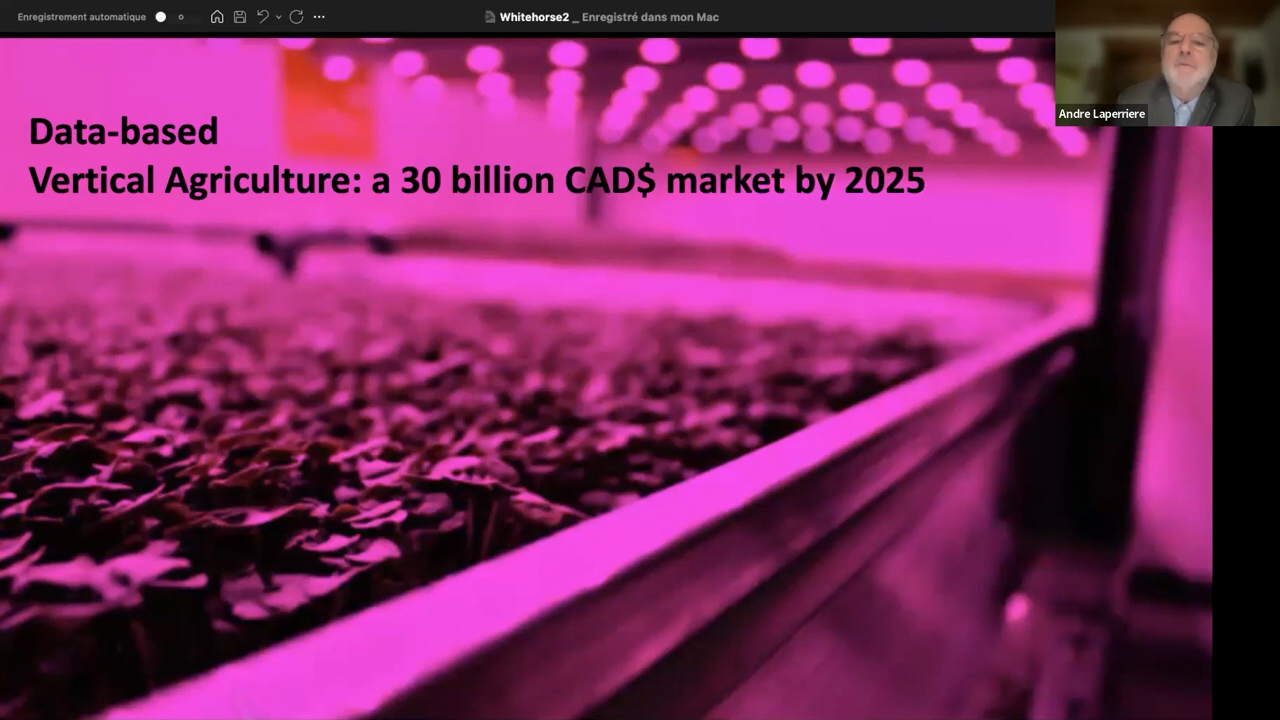 Enregistrement automatique
Whitehorse2 _ Enregistré dans mon Mac
Andre Laperriere
Data-based
Vertical Agriculture: a 30 billion CAD$ market by 2025